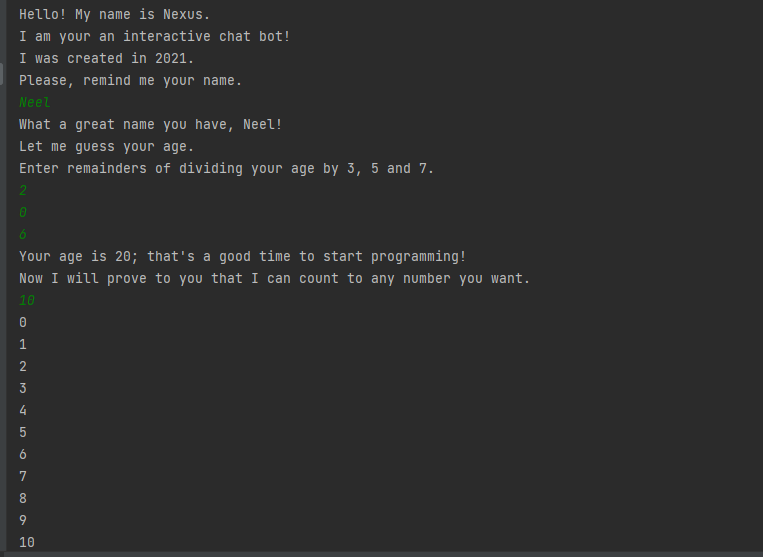 Hello! My name is Nexus.
I am your an interactive chat bot!
I was created in 2021.
Please, remind me your name.
Neel
What a great name you have, Neel!
Let me guess your age.
Enter remainders of dividing your age by 3, 5 and 7.
2
0
6
Your age is 20; that's a good time to start programming!
Now I will prove to you that I can count to any number you want.
10
0
1
2
3
4
5
6
7
8
9
10